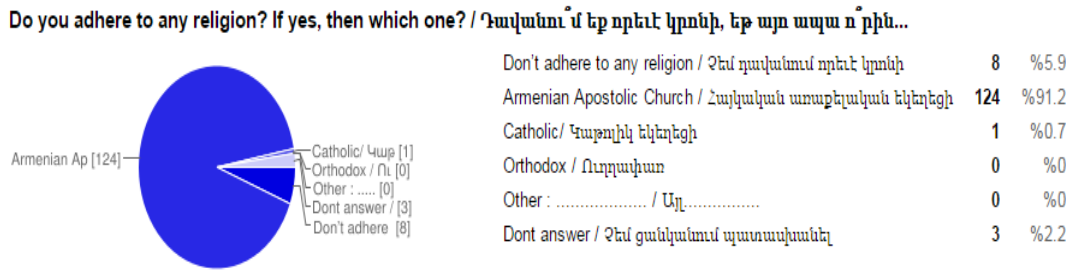 Do you adhere to any religion? If yes, then which one? / Դավանու՞մ եք որեւէ կրոնի, եթ այո ապա ո՞րին...
Don't adhere to any religion / Չեմ դավանում որեւէ կրոնի 8 %5.9
Armenian Apostolic Church / Հայկական առաքելական եկեղեցի 124 %91.2
Catholic/ Կաթոլիկ եկեղեցի 1 %0.7
Orthodox / Ուղղափառ 0 %0
Other : ................... / Այլ................ 0 %0
Dont answer / Չեմ ցանկանում պատասխանել 3 %2.2
Armenian Ap [124]
Catholic/ Կաթ [1]
Orthodox / Ու [0]
Other : ..... [0]
Dont answer / [3]
Don't adhere [8]